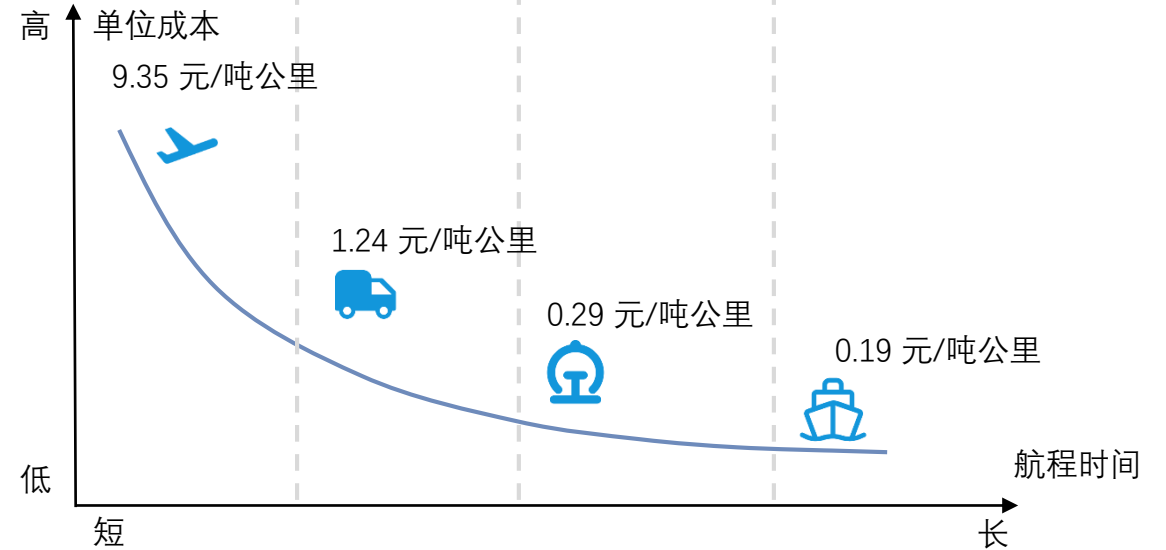 高
单位成本
9.35 元/吨公里
1.24 元/吨公里
0.29 元/吨公里
0.19 元/吨公里
低
航程时间
短
长